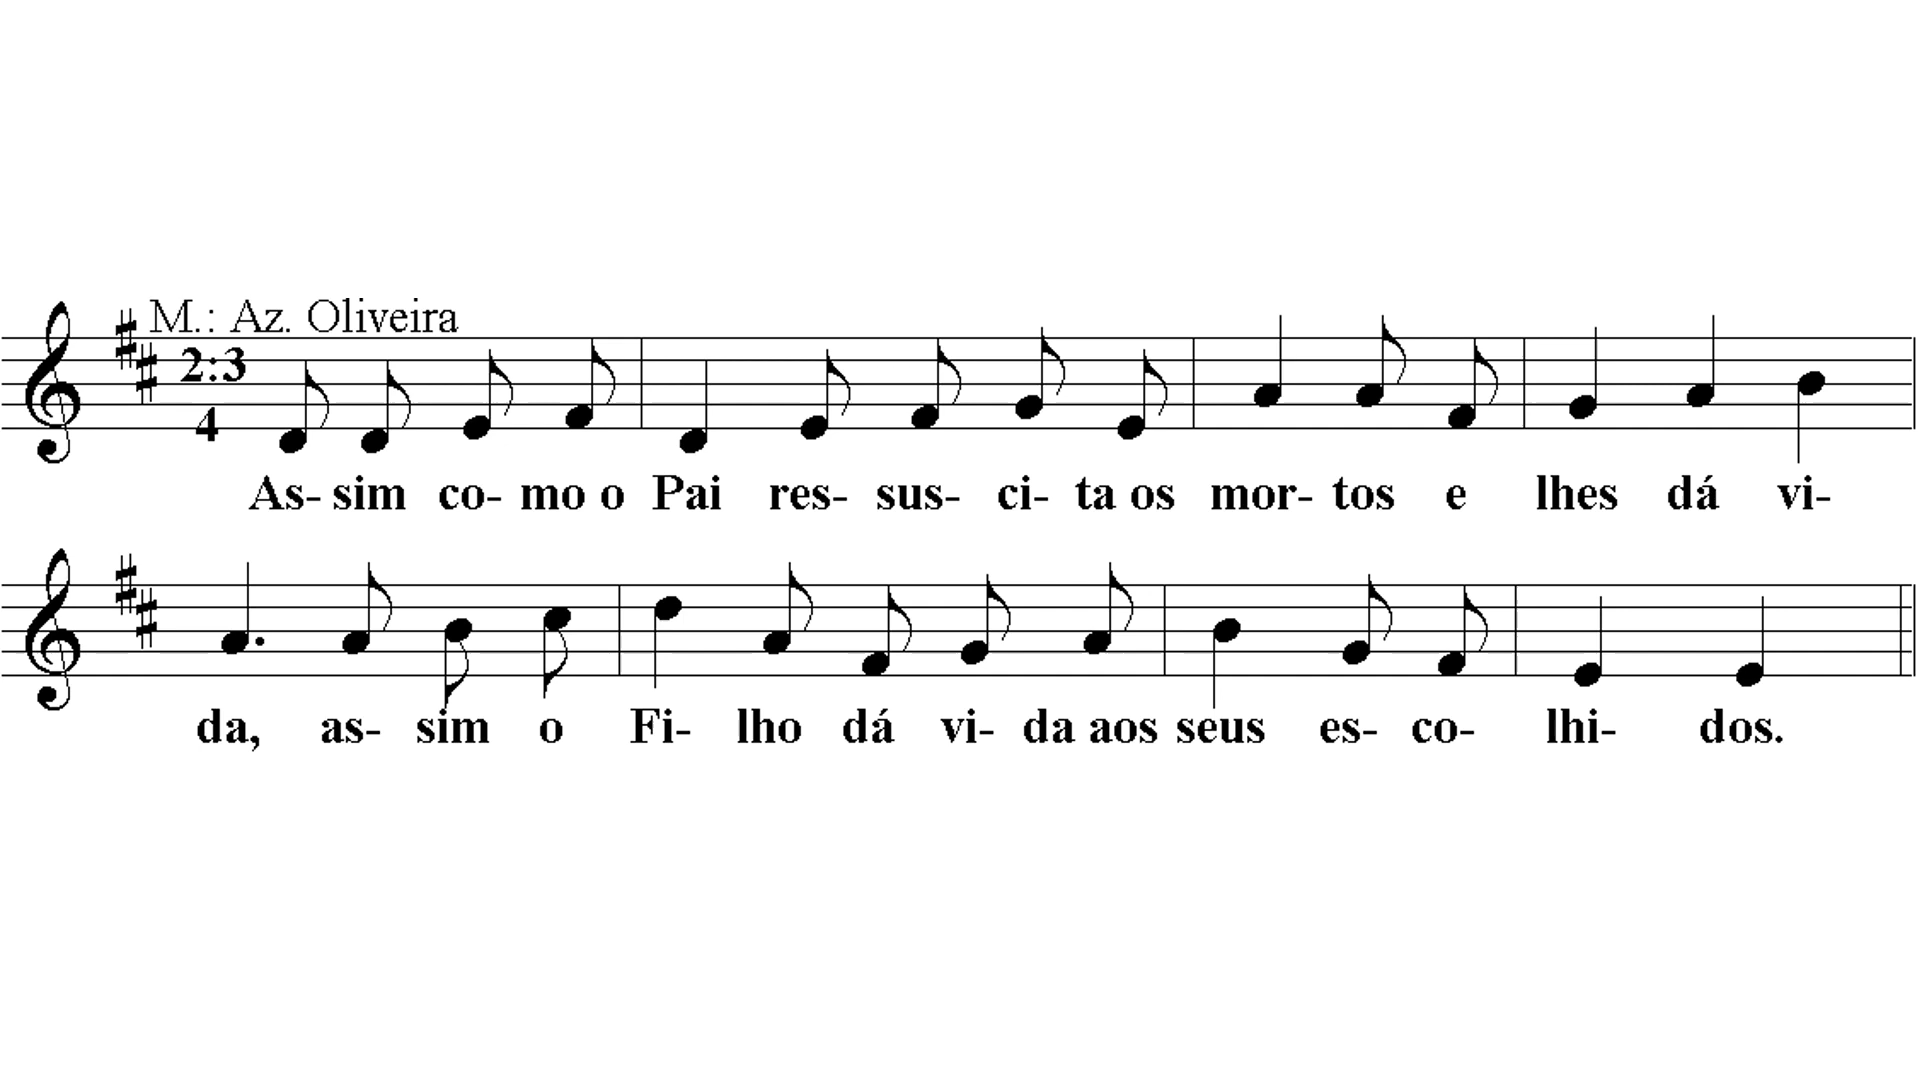 M.: Az. Oliveira
2:3
4
As- sim co- mo o Pai res- sus- ci- ta os mor- tos e lhes dá vi-
da, as- sim o Fi- lho dá vi- da aos seus es- co- lhi- dos.